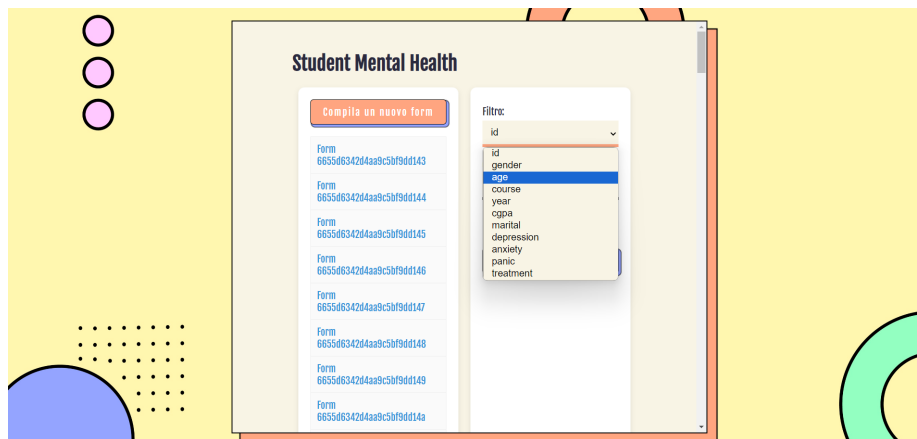 Student Mental Health
Compila un nuovo form
Form
6655d6342d4aa9c5bf9dd143
Form
6655d6342d4aa9c5bf9dd144
Form
6655d6342d4aa9c5bf9dd145
Form
6655d6342d4aa9c5bf9dd146
Form
6655d6342d4aa9c5bf9dd147
Form
6655d6342d4aa9c5bf9dd148
Form
6655d6342d4aa9c5bf9dd149
Form
6655d6342d4aa9c5bf9dd14a
Filtro:
id
id
gender
age
course
year
cgpa
marital
depression
anxiety
panic
treatment